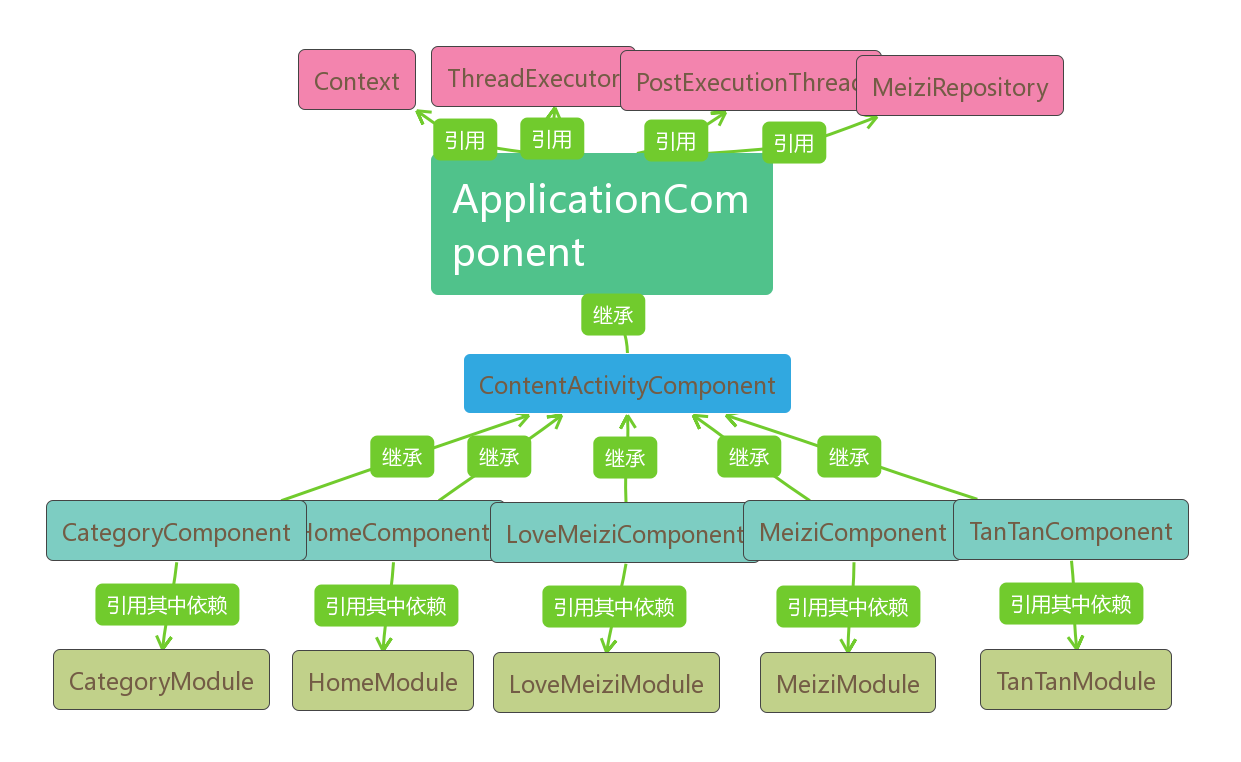 Context
ThreadExecutor
PostExecutionThrea
MeiziRepository
引用
引用
引用
引用
ApplicationCom
ponent
继承
ContentActivityComponent
继承
继承
继承
继承
继承
CategoryComponent
HomeComponent
LoveMeiziComponent
MeiziComponent
TanTanComponent
引用其中依赖
引用其中依赖
引用其中依赖
引用其中依赖
引用其中依赖
CategoryModule
HomeModule
LoveMeiziModule
MeiziModule
TanTanModule